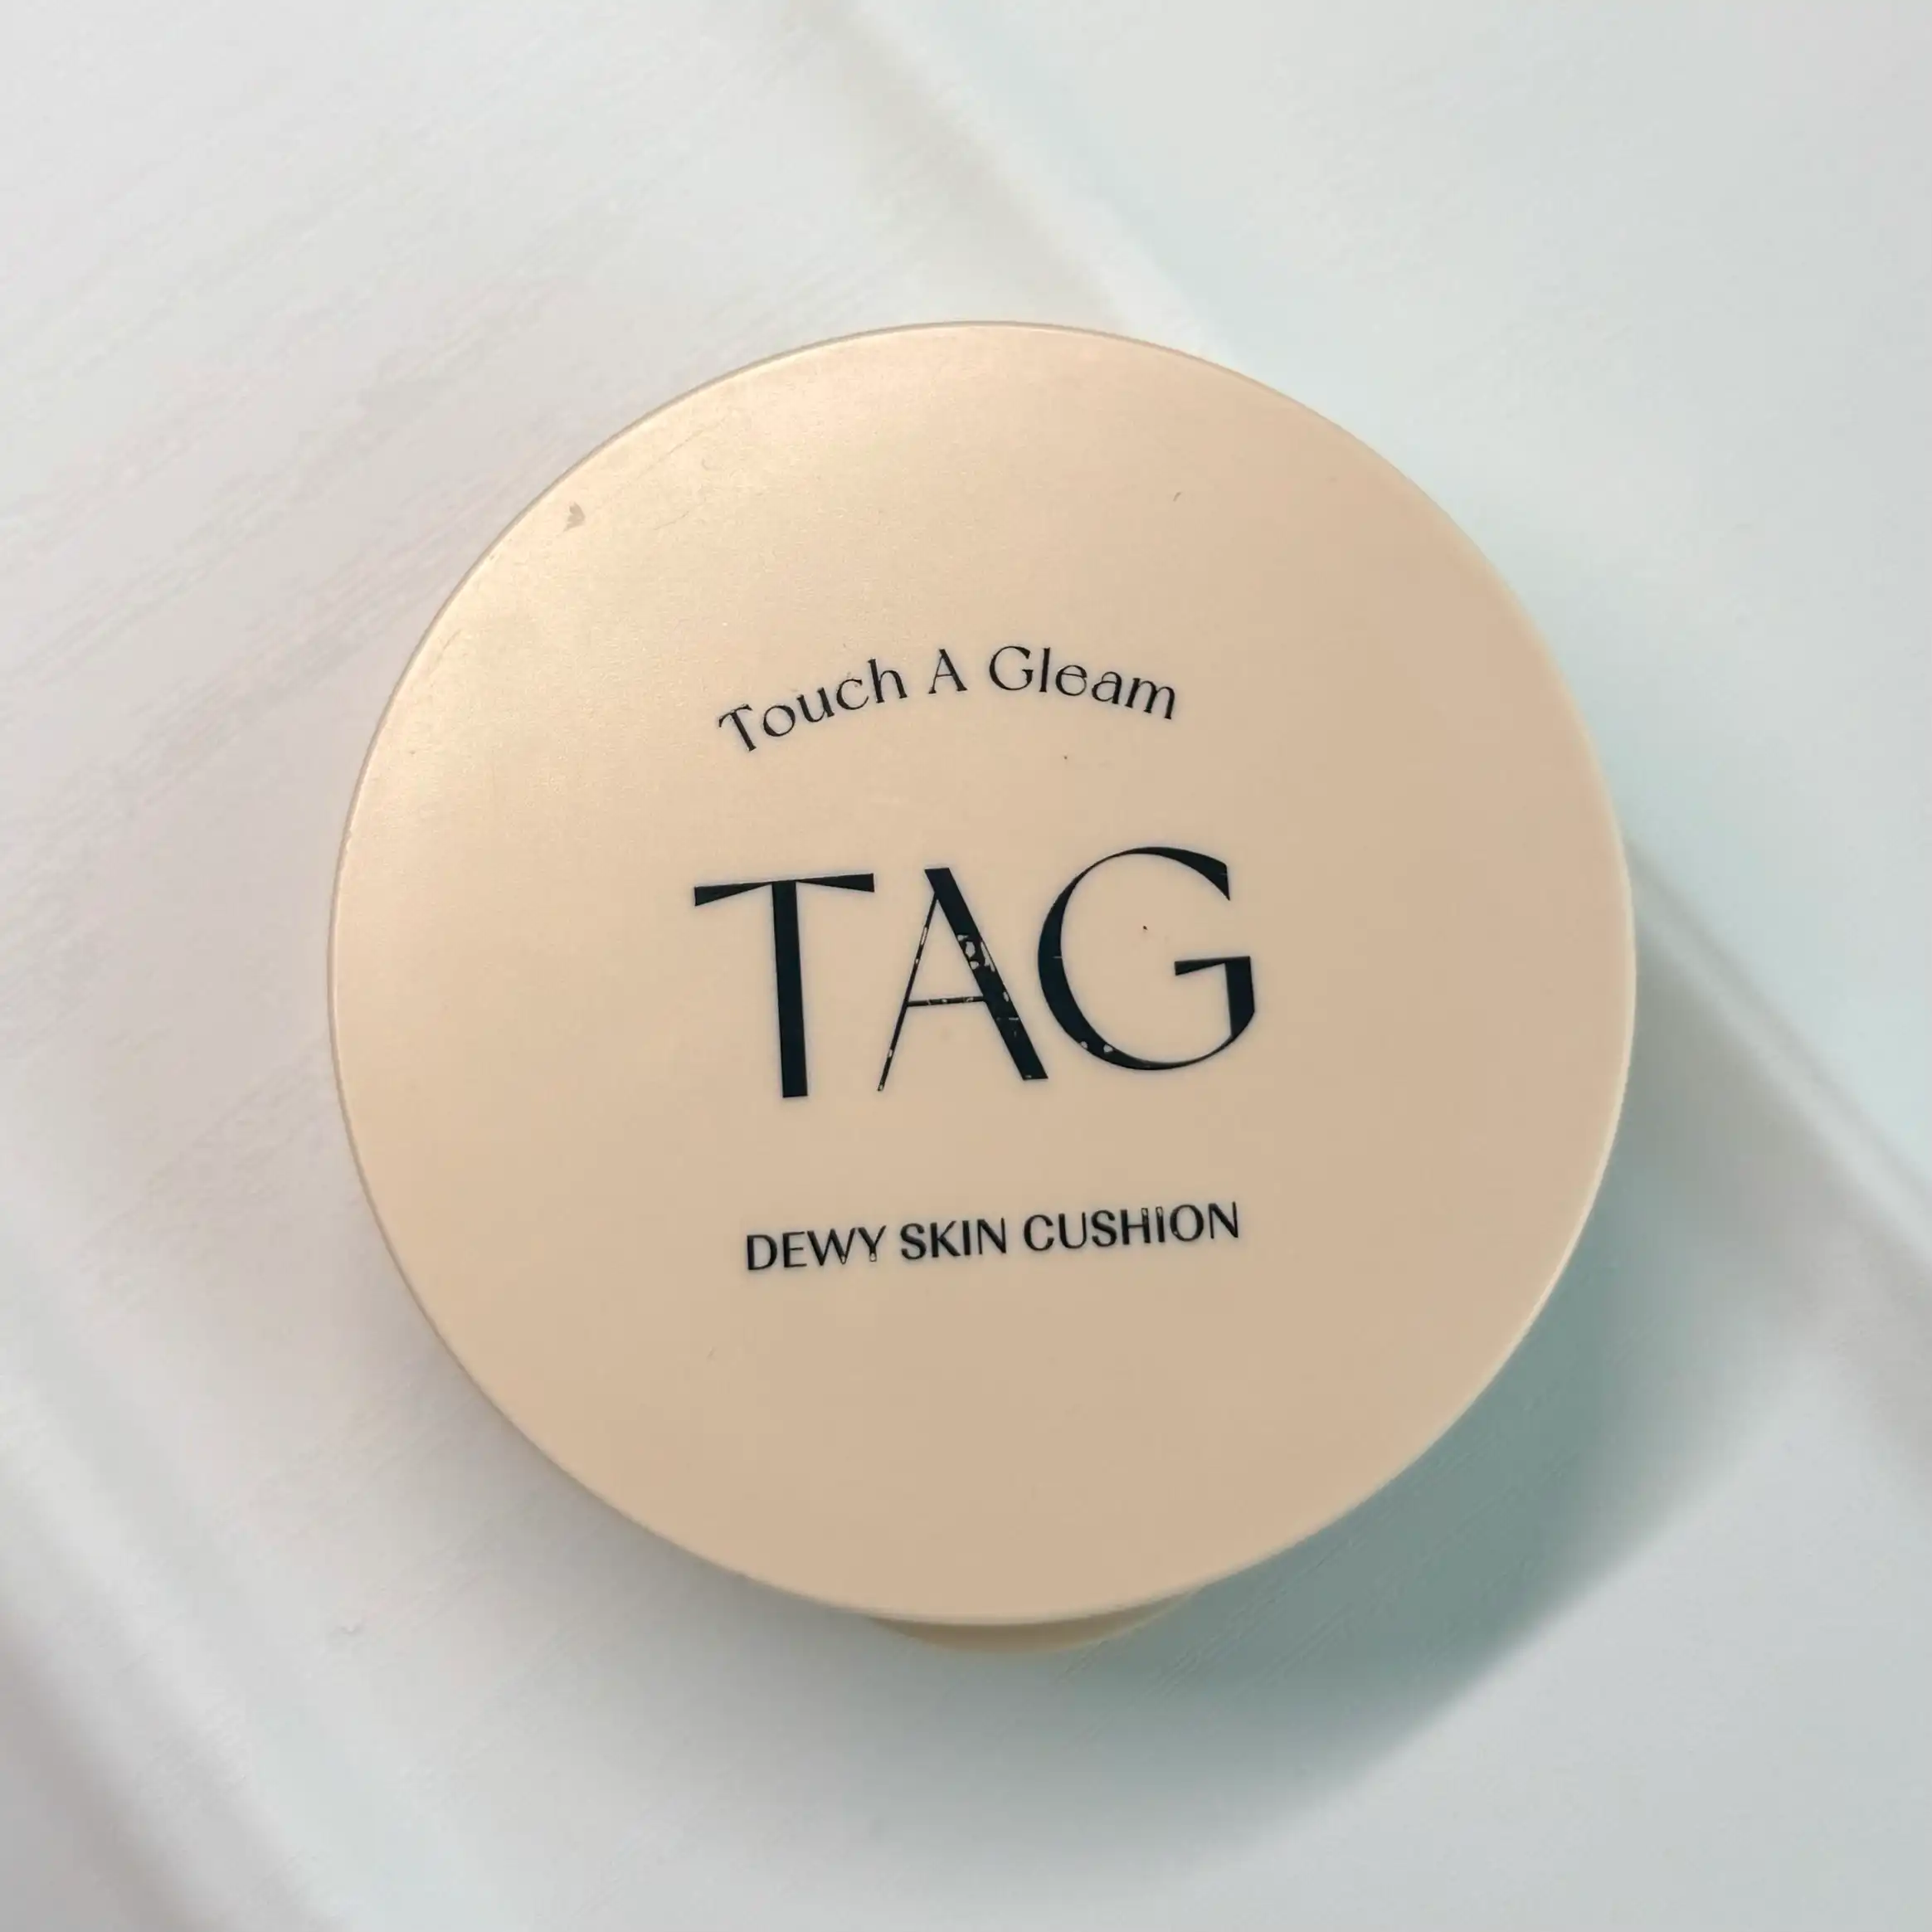 Touch A Gleam
TAG
DEWY SKIN CUSHION